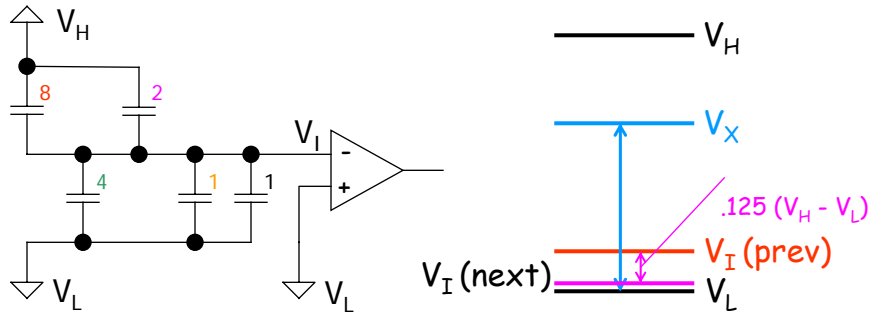 V_H
8
2
V_I
4
1
1
-
+
V_L
V_L
V_H
V_X
.125 (V_H - V_L)
V_I (prev)
V_I (next)
V_L